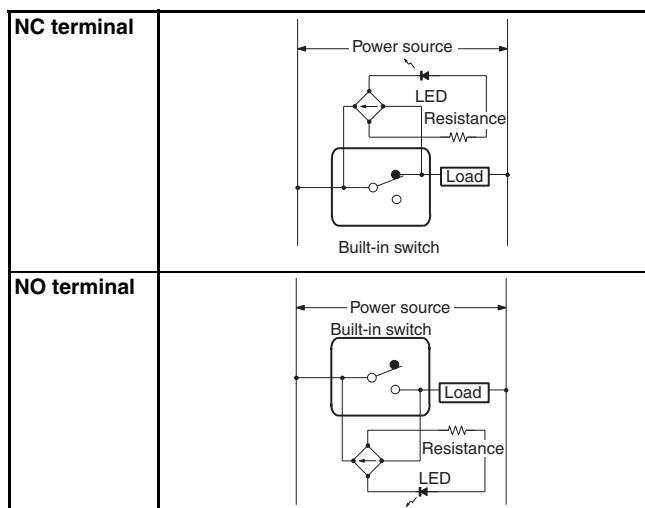 NC terminal
Power source
LED
Resistance
Load
Built-in switch
NO terminal
Power source
Built-in switch
Load
Resistance
LED